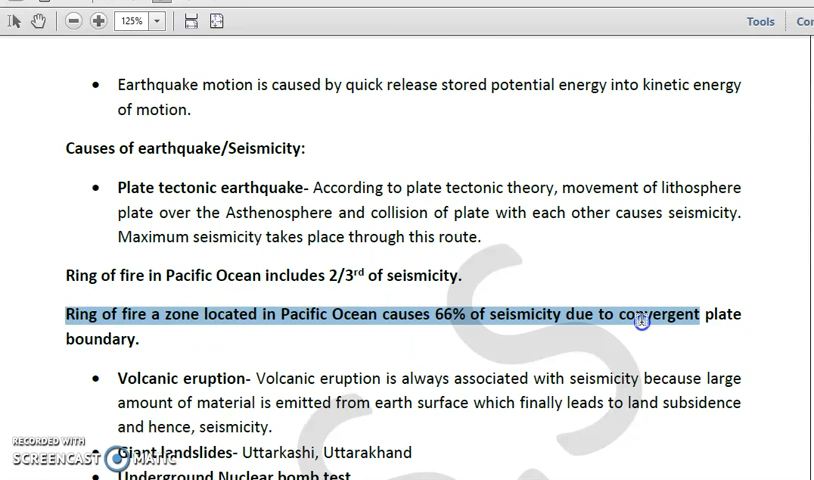 125%
Tools
Earthquake motion is caused by quick release stored potential energy into kinetic energy
of motion.
Causes of earthquake/Seismicity:
Plate tectonic earthquake- According to plate tectonic theory, movement of lithosphere
plate over the Asthenosphere and collision of plate with each other causes seismicity.
Maximum seismicity takes place through this route.
Ring of fire in Pacific Ocean includes 2/3rd of seismicity.
Ring of fire a zone located in Pacific Ocean causes 66% of seismicity due to convergent plate
boundary.
Volcanic eruption- Volcanic eruption is always associated with seismicity because large
amount of material is emitted from earth surface which finally leads to land subsidence
and hence, seismicity.
Giant landslides- Uttarkashi, Uttarakhand
Underground Nuclear bomb test
RECORDED WITH
SCREENCAST MATIC